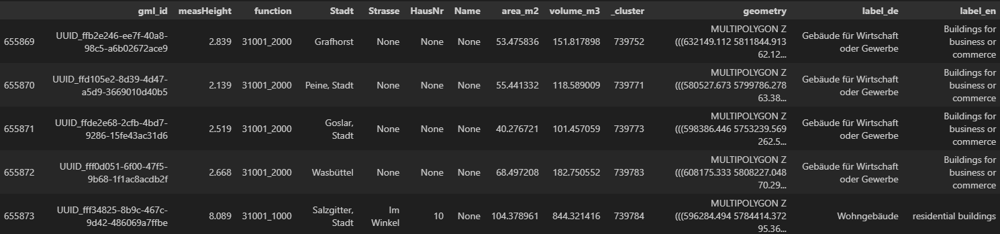 gml_id measHeight function Stadt Strasse HausNr Name area_m2 volume_m3 _cluster geometry label_de label_en
655869 UUID_ffb2e246-ee7f-40a8-98c5-a6b02672ace9 2.839 31001_2000 Grafhorst None None None 53.475836 151.817898 739752 MULTIPOLYGON Z (((632149.112 5811844.913 62.12... Gebäude für Wirtschaft oder Gewerbe Buildings for business or commerce
655870 UUID_ffd105e2-8d39-4d47-a5d9-3669010d40b5 2.139 31001_2000 Peine, Stadt None None None 55.441332 118.589009 739771 MULTIPOLYGON Z (((580527.673 5799786.278 63.38... Gebäude für Wirtschaft oder Gewerbe Buildings for business or commerce
655871 UUID_ffde2e68-2cfb-4bd7-9286-15fe43ac31d6 2.519 31001_2000 Goslar, Stadt None None None 40.276721 101.457059 739773 MULTIPOLYGON Z (((598386.446 5753239.569 262.5... Gebäude für Wirtschaft oder Gewerbe Buildings for business or commerce
655872 UUID_fff0d051-6f00-47f5-9b68-1f1ac8acdb2f 2.668 31001_2000 Wasbüttel None None None 68.497208 182.750552 739783 MULTIPOLYGON Z (((608175.333 5808227.048 70.29... Gebäude für Wirtschaft oder Gewerbe Buildings for business or commerce
655873 UUID_fff34825-8b9c-467c-9d42-486069a7ffbe 8.089 31001_1000 Salzgitter, Stadt Im Winkel 10 None 104.378961 844.321416 739784 MULTIPOLYGON Z (((596284.494 5784414.372 95.36... Wohngebäude residential buildings